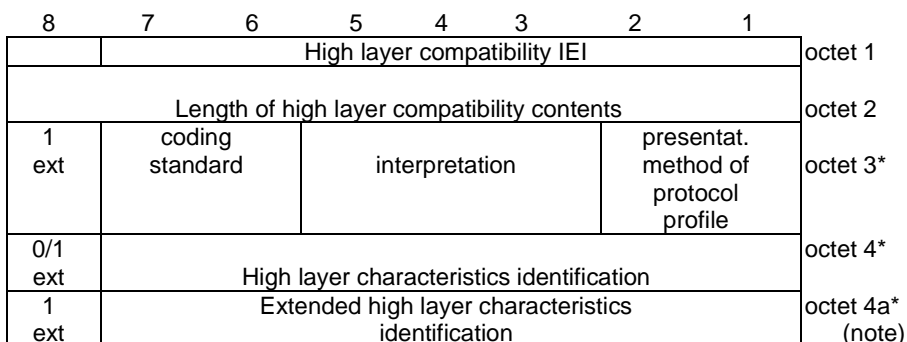 8 7 6 5 4 3 2 1
High layer compatibility IEI octet 1
Length of high layer compatibility contents octet 2
1 coding presentat.
ext standard interpretation method of octet 3*
protocol
profile
0/1 octet 4*
ext High layer characteristics identification
1 Extended high layer characteristics octet 4a*
ext identification (note)